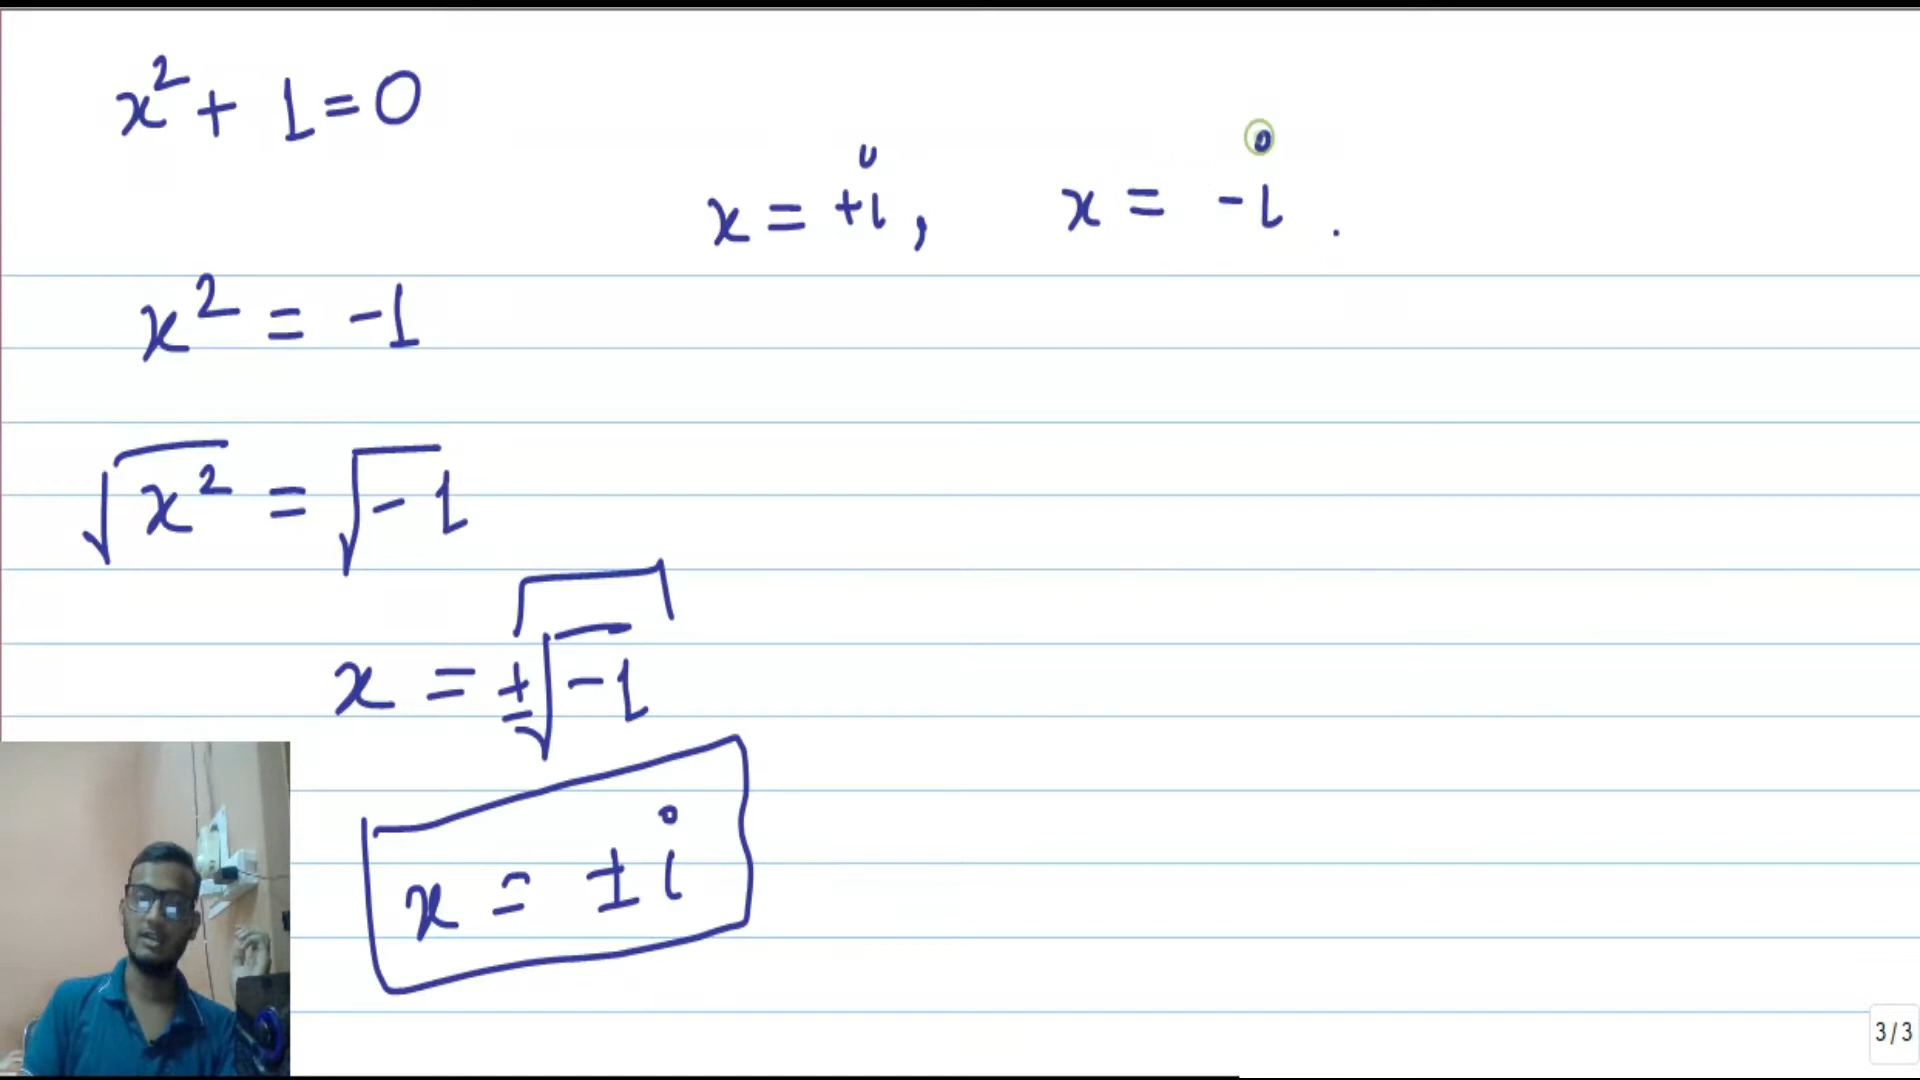 x² + 1 = 0
x = +i, x = -i .
x² = -1
√x² = √-1
x = ±√-1
x = ±i
3/3